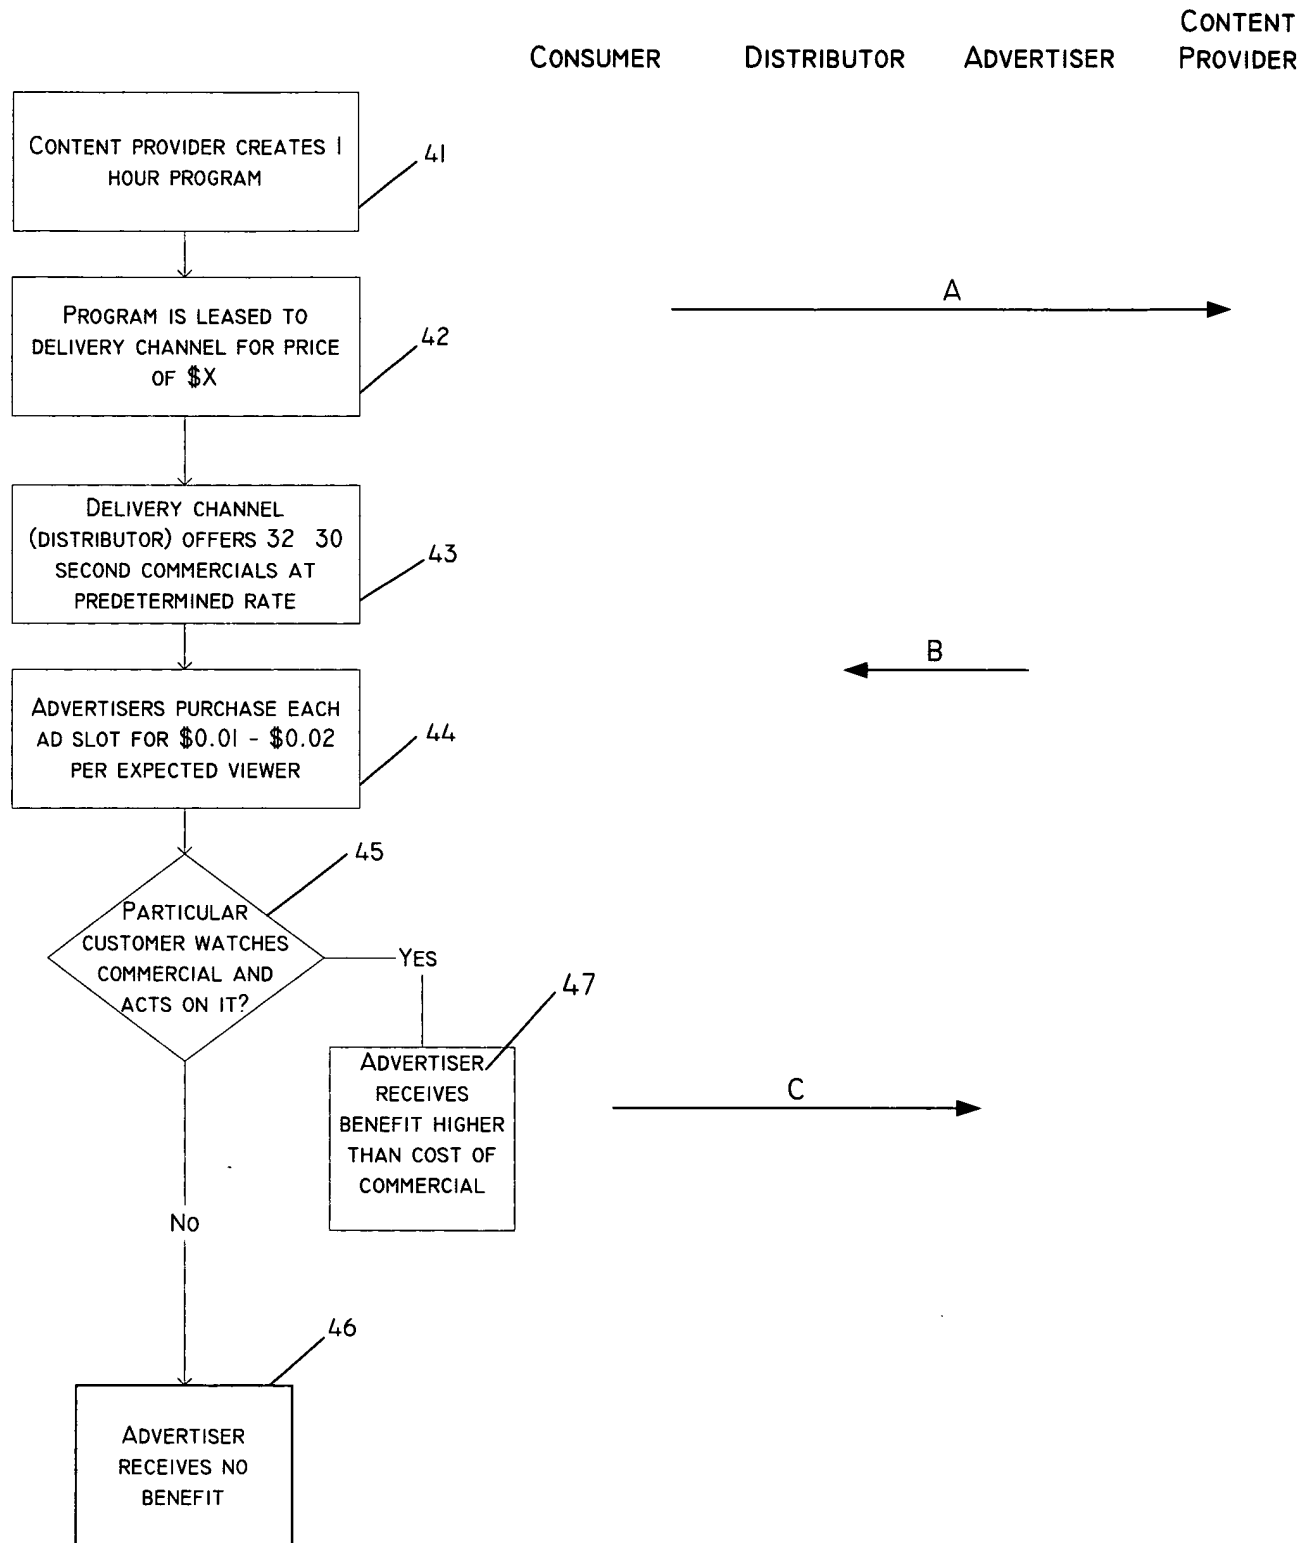 CONTENT
CONSUMER DISTRIBUTOR ADVERTISER PROVIDER
CONTENT PROVIDER CREATES 1
HOUR PROGRAM
41
PROGRAM IS LEASED TO
DELIVERY CHANNEL FOR PRICE
OF $X
42
A
DELIVERY CHANNEL
(DISTRIBUTOR) OFFERS 32 30
SECOND COMMERCIALS AT
PREDETERMINED RATE
43
B
ADVERTISERS PURCHASE EACH
AD SLOT FOR $0.01 - $0.02
PER EXPECTED VIEWER
44
45
PARTICULAR
CUSTOMER WATCHES
COMMERCIAL AND
ACTS ON IT?
YES
47
ADVERTISER
RECEIVES
BENEFIT HIGHER
THAN COST OF
COMMERCIAL
C
NO
46
ADVERTISER
RECEIVES NO
BENEFIT